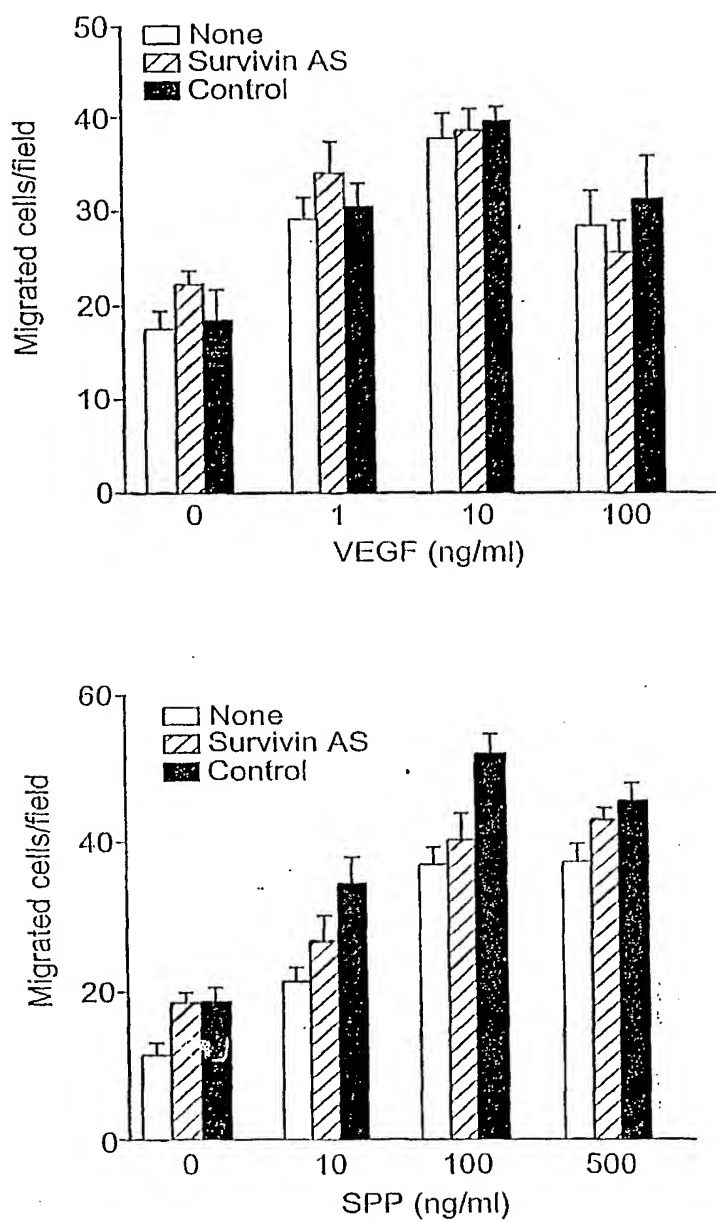 50
None
Survivin AS
Control
40
30
20
10
0
Migrated cells/field
0 1 10 100
VEGF (ng/ml)
60
None
Survivin AS
Control
40
20
0
Migrated cells/field
0 10 100 500
SPP (ng/ml)